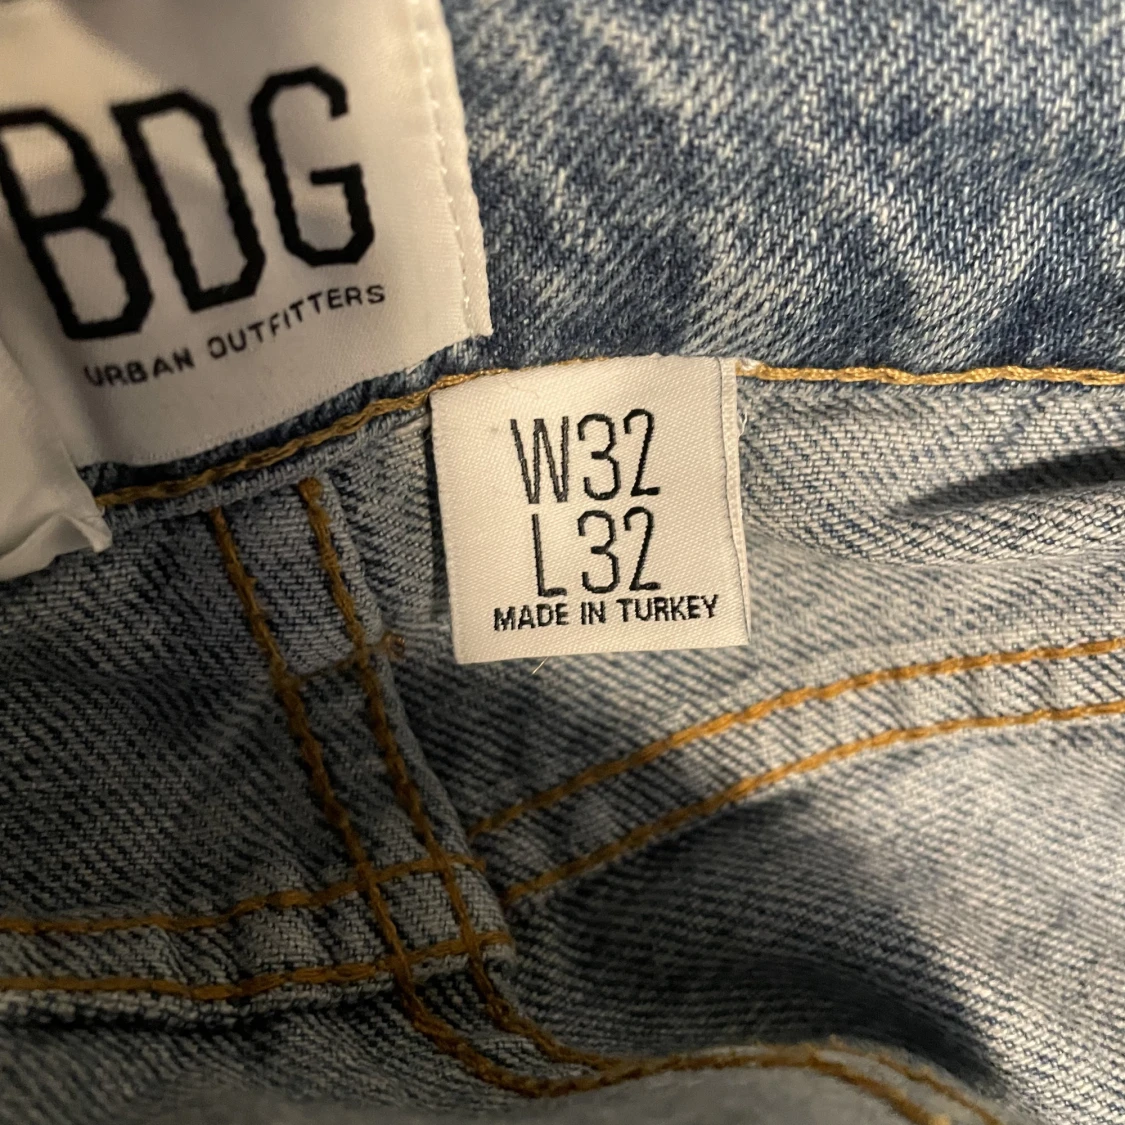 BDG
URBAN OUTFITTERS
W32
L32
MADE IN TURKEY